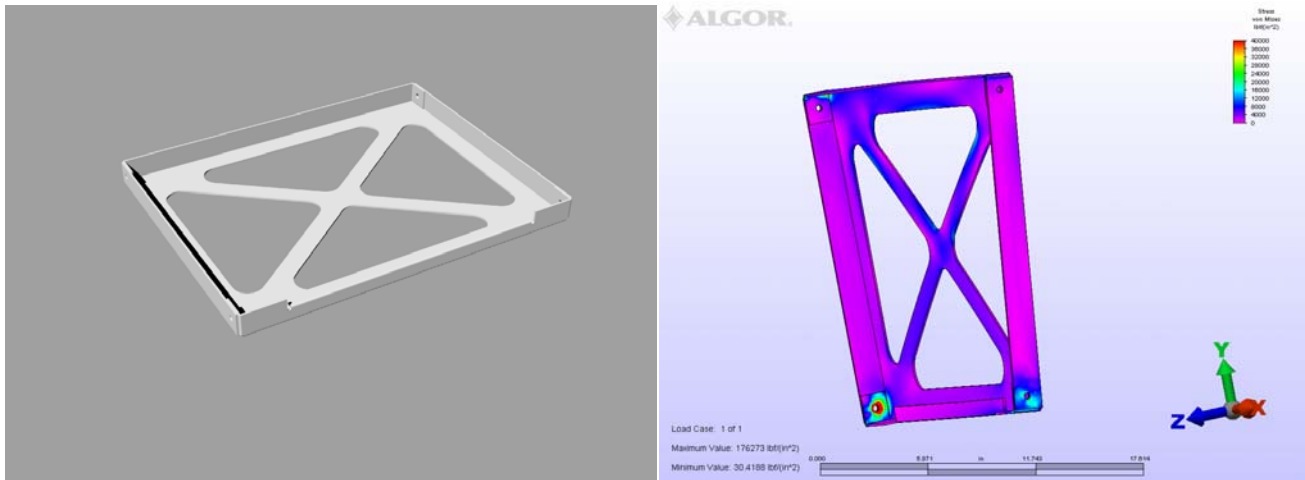 ALGOR.
Stress
von Mises
lbf/(in^2)
40000
36000
32000
28000
24000
20000
16000
12000
8000
4000
0
Y
X
Z
Load Case: 1 of 1
Maximum Value: 176273 lbf/(in^2)
Minimum Value: 30.4188 lbf/(in^2)
0.000 5.871 in 11.743 17.614